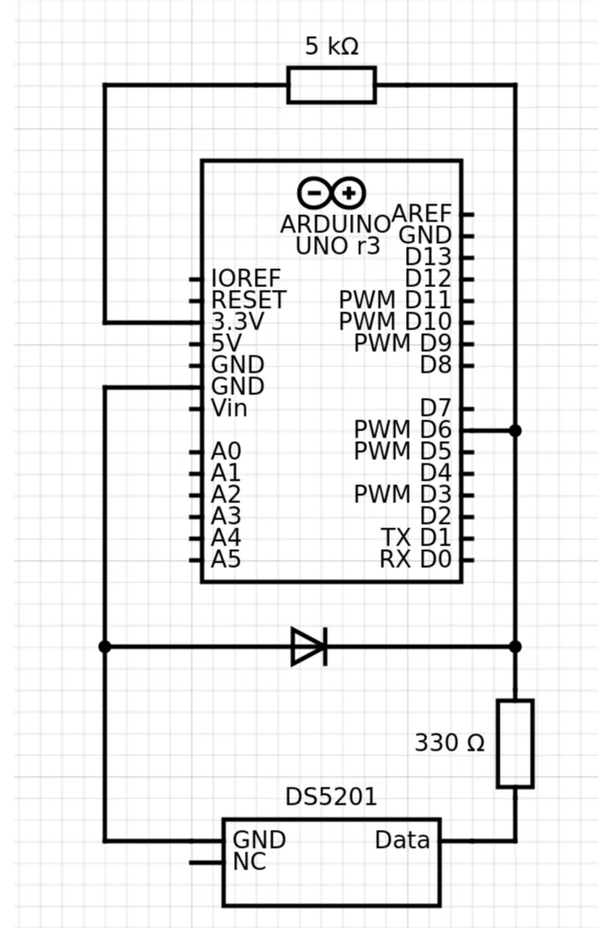 5 kΩ
ARDUINO
UNO r3
AREF
GND
D13
D12
PWM D11
PWM D10
PWM D9
D8
D7
PWM D6
PWM D5
D4
PWM D3
D2
TX D1
RX D0
IOREF
RESET
3.3V
5V
GND
GND
Vin
A0
A1
A2
A3
A4
A5
330 Ω
DS5201
GND
NC
Data